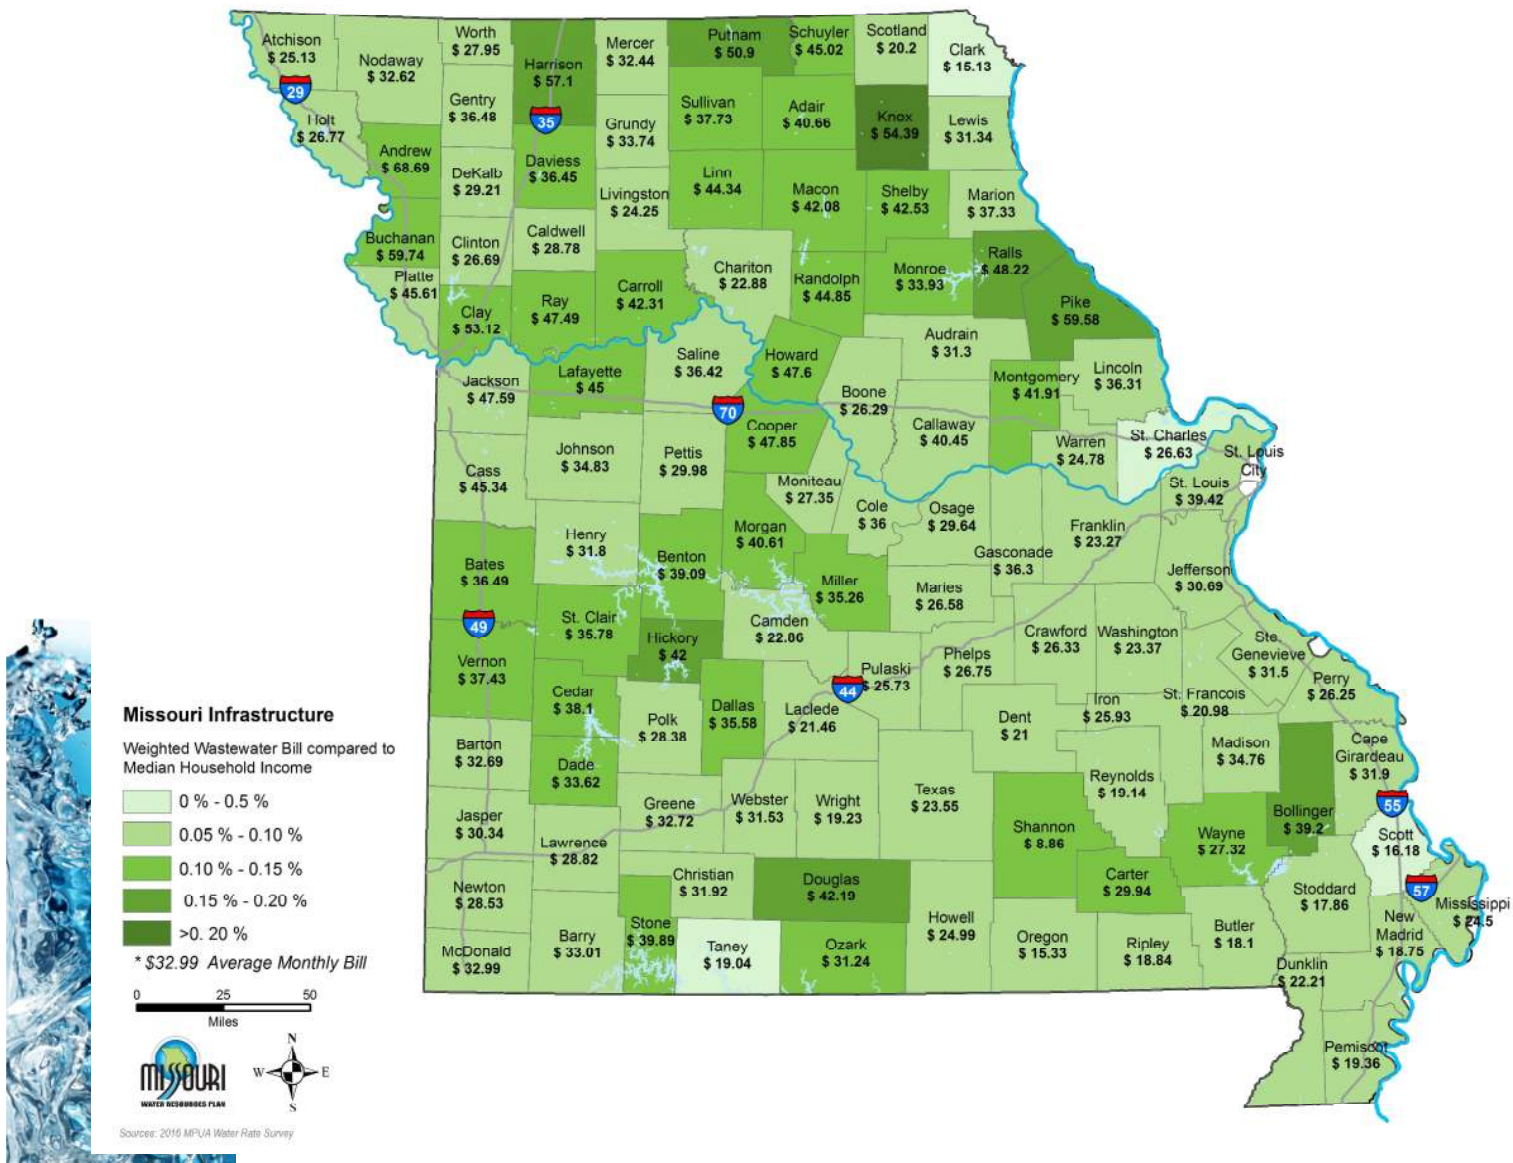 Atchison
$ 25.13
Nodaway
$ 32.62
Worth
$ 27.95
Harrison
$ 57.1
Mercer
$ 32.44
Putnam
$ 50.9
Schuyler
$ 45.02
Scotland
$ 20.2
Clark
$ 15.13
29
Holt
$ 26.77
Gentry
$ 36.48
35
Grundy
$ 33.74
Sullivan
$ 37.73
Adair
$ 40.66
Knox
$ 54.39
Lewis
$ 31.34
Andrew
$ 68.69
DeKalb
$ 29.21
Daviess
$ 36.45
Livingston
$ 24.25
Linn
$ 44.34
Macon
$ 42.08
Shelby
$ 42.53
Marion
$ 37.33
Buchanan
$ 59.74
Clinton
$ 26.69
Caldwell
$ 28.78
Platte
$ 45.61
Clay
$ 53.12
Ray
$ 47.49
Carroll
$ 42.31
Chariton
$ 22.88
Randolph
$ 44.85
Monroe
$ 33.93
Ralls
$ 48.22
Pike
$ 59.58
Jackson
$ 47.59
Lafayette
$ 45
Saline
$ 36.42
Howard
$ 47.6
Boone
$ 26.29
Audrain
$ 31.3
Montgomery
$ 41.91
Lincoln
$ 36.31
70
Cass
$ 45.34
Johnson
$ 34.83
Pettis
$ 29.98
Cooper
$ 47.85
Callaway
$ 40.45
Warren
$ 24.78
St. Charles
$ 26.63
St. Louis
City
St. Louis
$ 39.42
Moniteau
$ 27.35
Cole
$ 36
Osage
$ 29.64
Gasconade
$ 36.3
Franklin
$ 23.27
Jefferson
$ 30.69
Bates
$ 36.49
Henry
$ 31.8
Benton
$ 39.09
Morgan
$ 40.61
Miller
$ 35.26
Maries
$ 26.58
49
St. Clair
$ 35.78
Hickory
$ 42
Camden
$ 22.06
Pulaski
$ 25.73
Phelps
$ 26.75
Crawford
$ 26.33
Washington
$ 23.37
Ste.
Genevieve
$ 31.5
Perry
$ 26.25
Vernon
$ 37.43
Cedar
$ 38.1
Polk
$ 28.38
Dallas
$ 35.58
Laclede
$ 21.46
44
Dent
$ 21
Iron
$ 25.93
St. Francois
$ 20.98
Madison
$ 34.76
Cape
Girardeau
$ 31.9
Barton
$ 32.69
Dade
$ 33.62
Greene
$ 32.72
Webster
$ 31.53
Wright
$ 19.23
Texas
$ 23.55
Shannon
$ 8.86
Reynolds
$ 19.14
Wayne
$ 27.32
Bollinger
$ 39.2
55
Scott
$ 16.18
Jasper
$ 30.34
Lawrence
$ 28.82
Christian
$ 31.92
Douglas
$ 42.19
Howell
$ 24.99
Carter
$ 29.94
Stoddard
$ 17.86
57
Mississippi
$ 24.5
Newton
$ 28.53
McDonald
$ 32.99
Barry
$ 33.01
Stone
$ 39.89
Taney
$ 19.04
Ozark
$ 31.24
Oregon
$ 15.33
Ripley
$ 18.84
Butler
$ 18.1
New
Madrid
$ 18.75
Dunklin
$ 22.21
Pemiscot
$ 19.36
Missouri Infrastructure
Weighted Wastewater Bill compared to
Median Household Income
0 % - 0.5 %
0.05 % - 0.10 %
0.10 % - 0.15 %
0.15 % - 0.20 %
>0. 20 %
* $32.99 Average Monthly Bill
0 25 50
Miles
MISSOURI
WATER RESOURCES PLAN
N
W E
S
Sources: 2016 MPUA Water Rate Survey